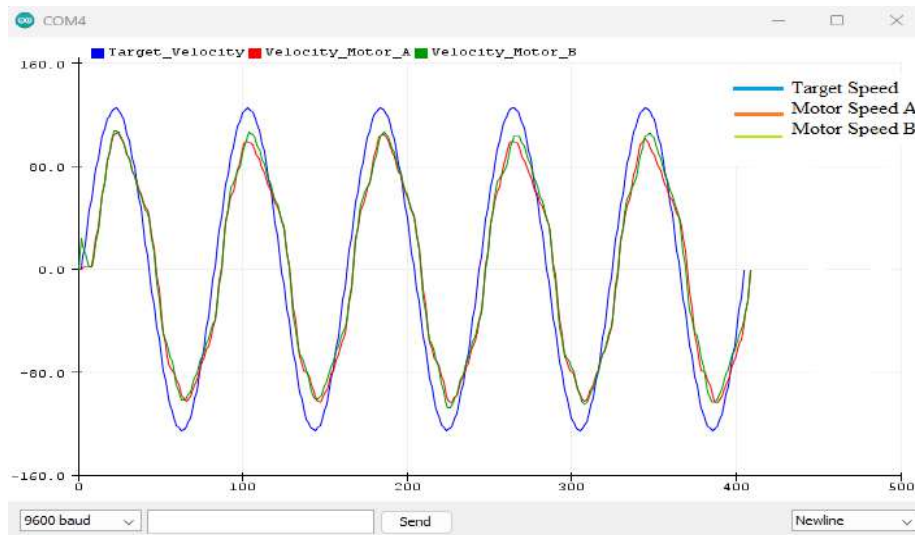 COM4
Target_Velocity Velocity_Motor_A Velocity_Motor_B
160.0
Target Speed
Motor Speed A
Motor Speed B
80.0
0.0
-80.0
-160.0
0 100 200 300 400 500
9600 baud Send Newline